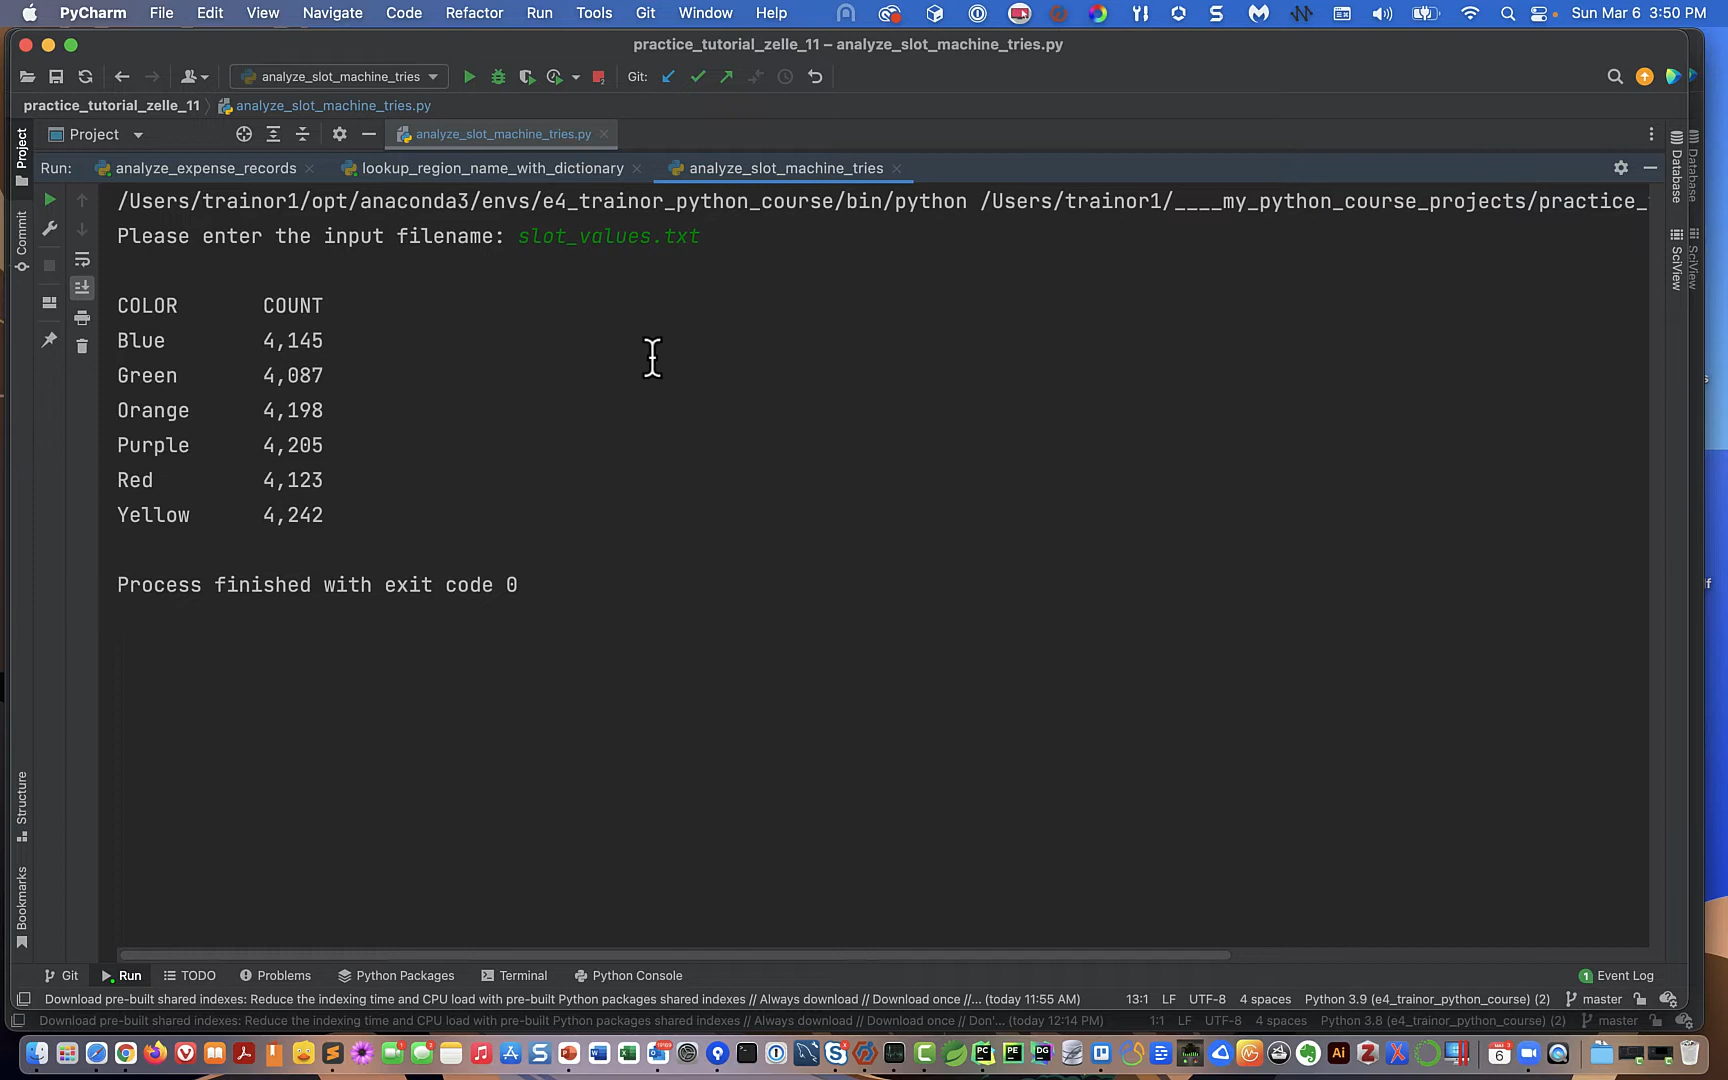 PyCharm File Edit View Navigate Code Refactor Run Tools Git Window Help Sun Mar 6 3:50 PM
practice_tutorial_zelle_11 – analyze_slot_machine_tries.py
analyze_slot_machine_tries Git:
practice_tutorial_zelle_11 analyze_slot_machine_tries.py
Project analyze_slot_machine_tries.py
Run: analyze_expense_records lookup_region_name_with_dictionary analyze_slot_machine_tries
/Users/trainor1/opt/anaconda3/envs/e4_trainor_python_course/bin/python /Users/trainor1/____my_python_course_projects/practice_
Please enter the input filename: slot_values.txt
COLOR COUNT
Blue 4,145
Green 4,087
Orange 4,198
Purple 4,205
Red 4,123
Yellow 4,242
Process finished with exit code 0
Project
Commit
Structure
Bookmarks
Database
SciView
Database
SciView
Git Run TODO Problems Python Packages Terminal Python Console 1 Event Log
Download pre-built shared indexes: Reduce the indexing time and CPU load with pre-built Python packages shared indexes // Always download // Download once //... (today 11:55 AM) 13:1 LF UTF-8 4 spaces Python 3.9 (e4_trainor_python_course) (2) master
Download pre-built shared indexes: Reduce the indexing time and CPU load with pre-built Python packages shared indexes // Always download // Download once // Don'... (today 12:14 PM) 1:1 LF UTF-8 4 spaces Python 3.8 (e4_trainor_python_course) (2) master